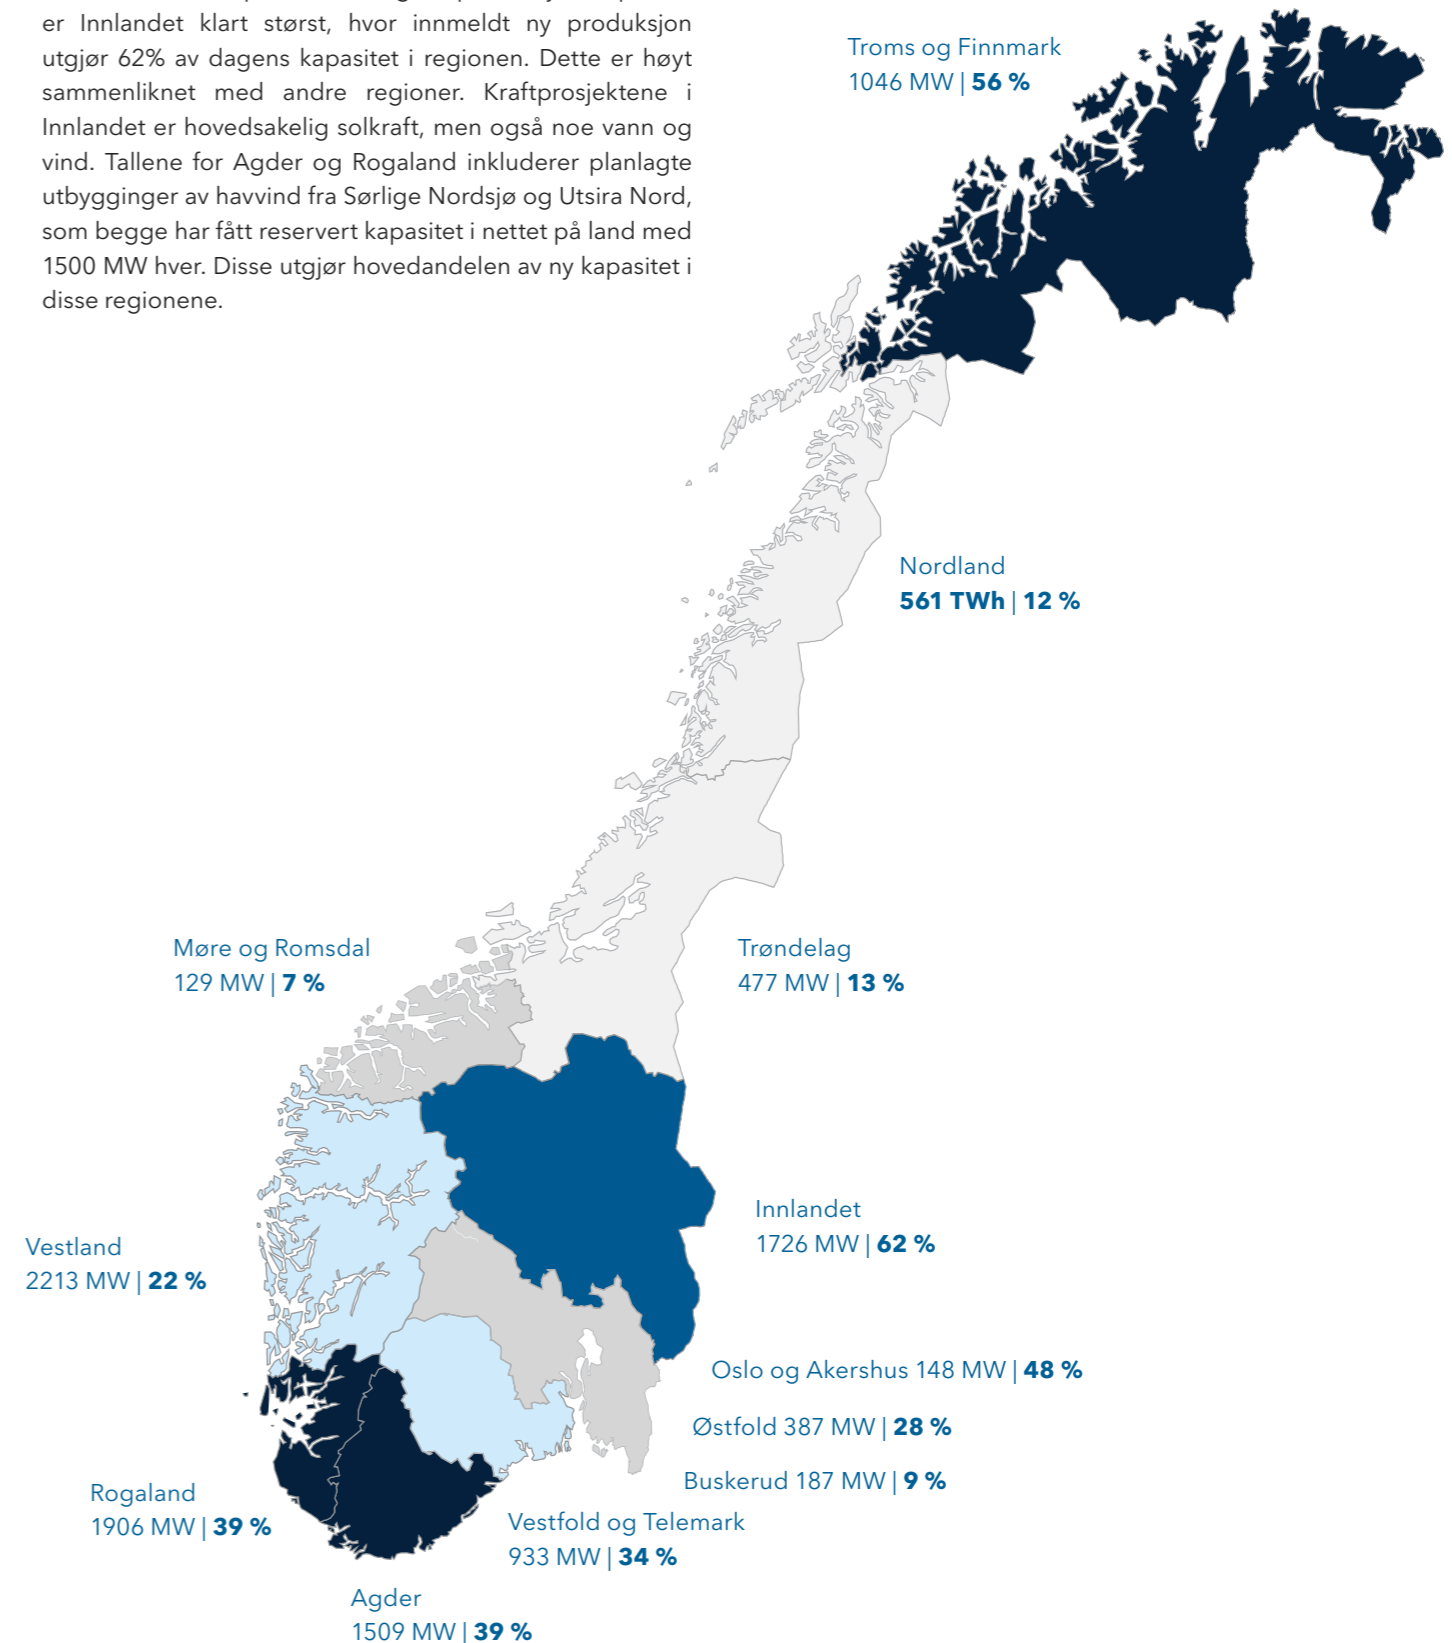 er Innlandet klart størst, hvor innmeldt ny produksjon
utgjør 62% av dagens kapasitet i regionen. Dette er høyt
sammenliknet med andre regioner. Kraftprosjektene i
Innlandet er hovedsakelig solkraft, men også noe vann og
vind. Tallene for Agder og Rogaland inkluderer planlagte
utbygginger av havvind fra Sørlige Nordsjø og Utsira Nord,
som begge har fått reservert kapasitet i nettet på land med
1500 MW hver. Disse utgjør hovedandelen av ny kapasitet i
disse regionene.
Troms og Finnmark
1046 MW | 56 %
Nordland
561 TWh | 12 %
Møre og Romsdal
129 MW | 7 %
Trøndelag
477 MW | 13 %
Innlandet
1726 MW | 62 %
Vestland
2213 MW | 22 %
Oslo og Akershus 148 MW | 48 %
Østfold 387 MW | 28 %
Buskerud 187 MW | 9 %
Rogaland
1906 MW | 39 %
Vestfold og Telemark
933 MW | 34 %
Agder
1509 MW | 39 %